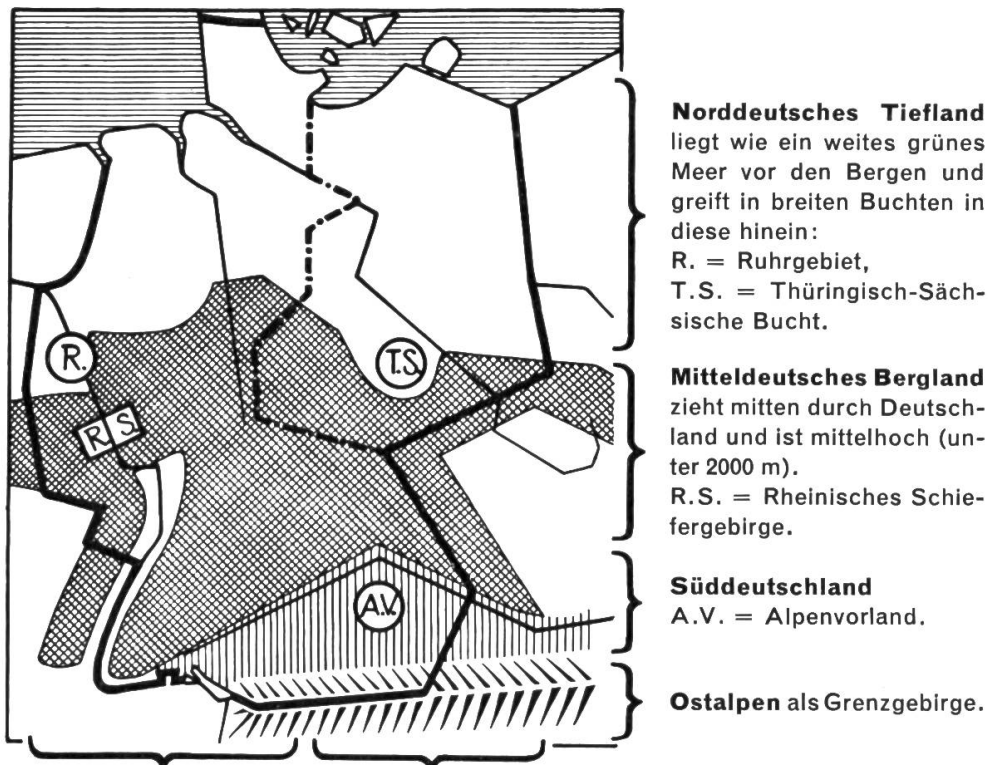 R.
T.S.
R.S.
A.V.
Norddeutsches Tiefland
liegt wie ein weites grünes
Meer vor den Bergen und
greift in breiten Buchten in
diese hinein:
R. = Ruhrgebiet,
T.S. = Thüringisch-Säch-
sische Bucht.
Mitteldeutsches Bergland
zieht mitten durch Deutsch-
land und ist mittelhoch (un-
ter 2000 m).
R.S. = Rheinisches Schie-
fergebirge.
Süddeutschland
A.V. = Alpenvorland.
Ostalpen als Grenzgebirge.